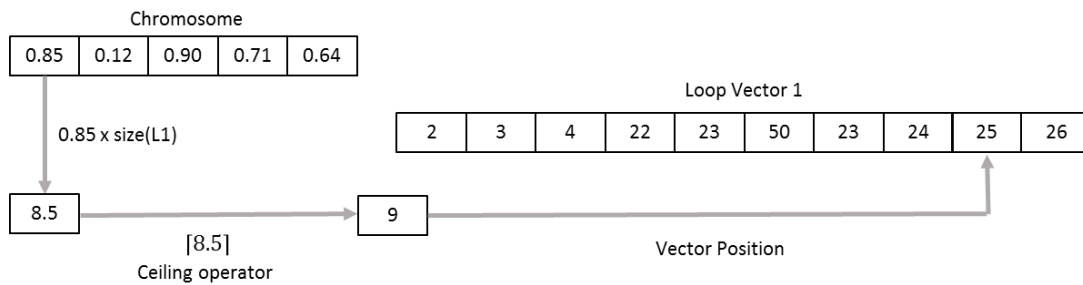 Chromosome
0.85 0.12 0.90 0.71 0.64
Loop Vector 1
0.85 x size(L1)
2 3 4 22 23 50 23 24 25 26
8.5
9
⌈8.5⌉
Vector Position
Ceiling operator